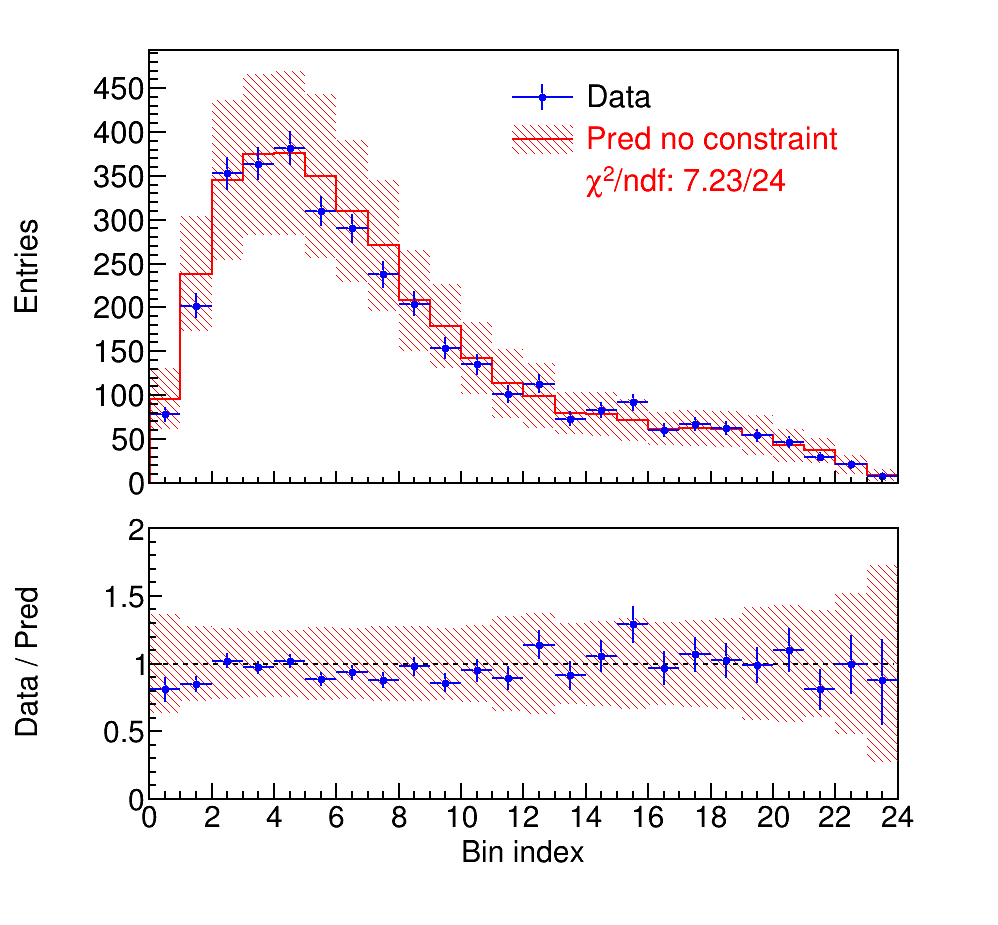 Entries
450
400
350
300
250
200
150
100
50
0
Data
Pred no constraint
χ²/ndf: 7.23/24
Data / Pred
2
1.5
1
0.5
0
0 2 4 6 8 10 12 14 16 18 20 22 24
Bin index